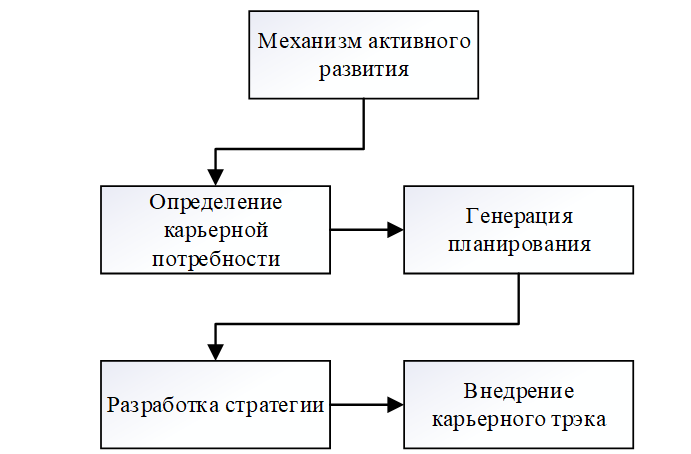 Механизм активного
развития
Определение
карьерной
потребности
Генерация
планирования
Разработка стратегии
Внедрение
карьерного трэка